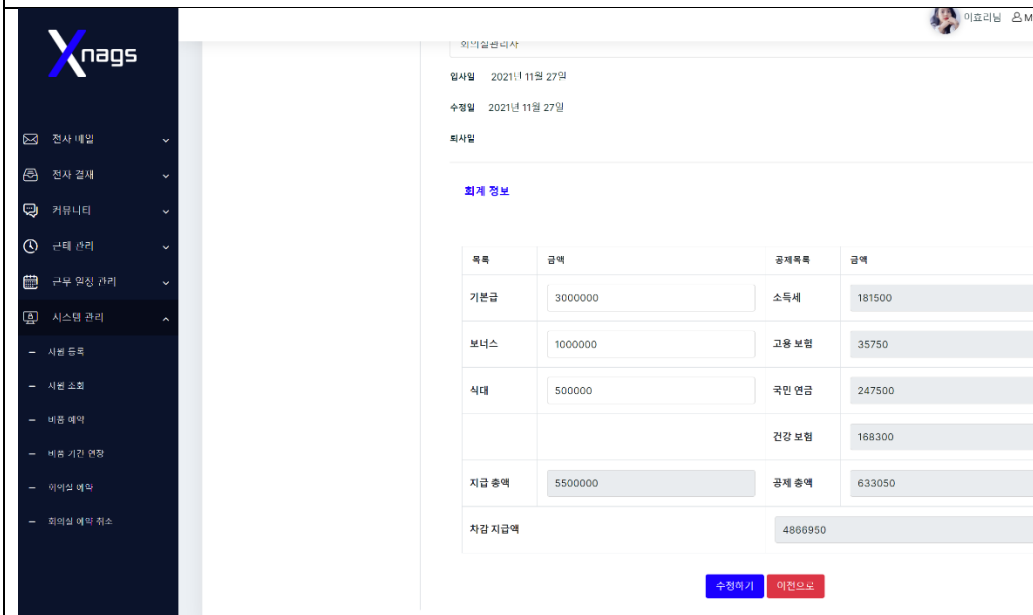 Xnags
이효리님
회의실관리자
입사일 2021년 11월 27일
수정일 2021년 11월 27일
퇴사일
전사 메일
전자 결재
커뮤니티
근태 관리
근무 일정 관리
시스템 관리
사원 등록
사원 조회
비품 예약
비품 기간 연장
회의실 예약
회의실 예약 취소
회계 정보
목록 금액 공제목록 금액
기본급 3000000 소득세 181500
보너스 1000000 고용 보험 35750
식대 500000 국민 연금 247500
건강 보험 168300
지급 총액 5500000 공제 총액 633050
차감 지급액 4866950
수정하기 이전으로